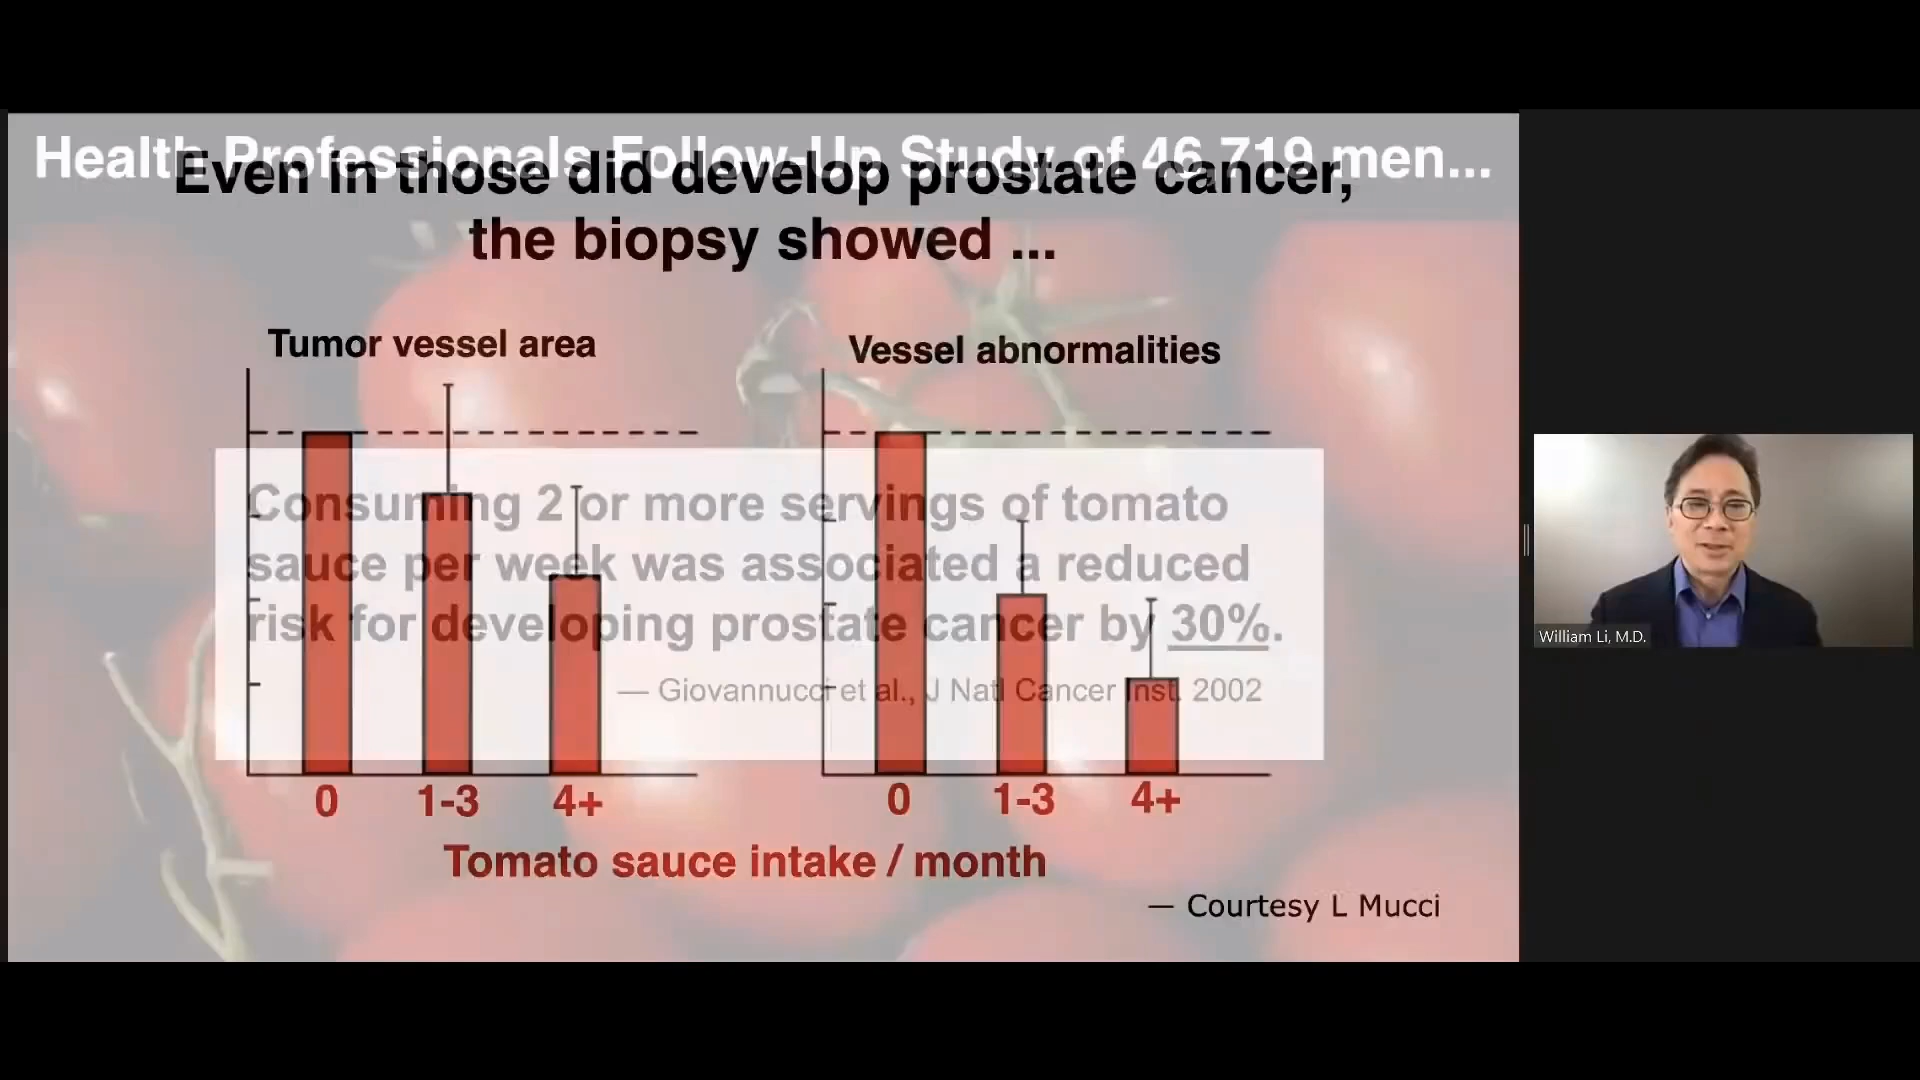 Health Professionals Follow-Up Study of 46,719 men...
Even in those did develop prostate cancer,
the biopsy showed ...
Tumor vessel area
Vessel abnormalities
Consuming 2 or more servings of tomato
sauce per week was associated a reduced
risk for developing prostate cancer by 30%.
— Giovannucci et al., J Natl Cancer Inst. 2002
0 1-3 4+
0 1-3 4+
Tomato sauce intake / month
— Courtesy L Mucci
William Li, M.D.